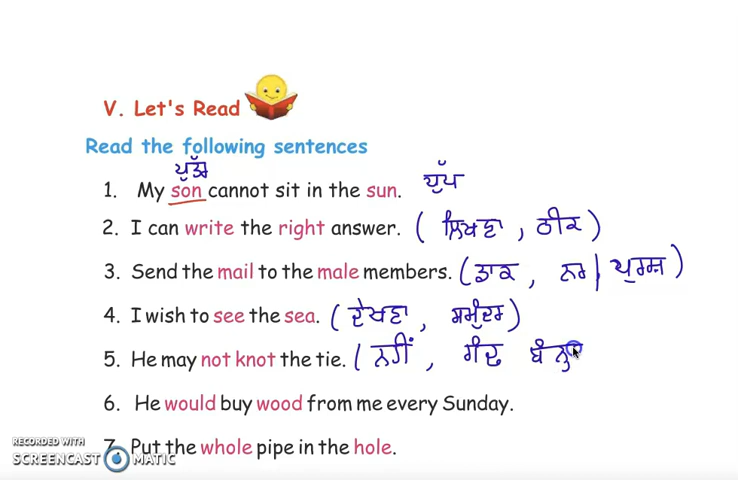 V. Let's Read
Read the following sentences
ਪੁੱਤਰ
1. My son cannot sit in the sun. ਧੁੱਪ
2. I can write the right answer. (ਲਿਖਣਾ, ਠੀਕ)
3. Send the mail to the male members. (ਡਾਕ, ਨਰ|ਪੁਰਸ਼)
4. I wish to see the sea. (ਦੇਖਣਾ, ਸਮੁੰਦਰ)
5. He may not knot the tie. (ਨਹੀਂ, ਗੰਢ
6. He would buy wood from me every Sunday.
7. Put the whole pipe in the hole.
RECORDED WITH
SCREENCAST MATIC